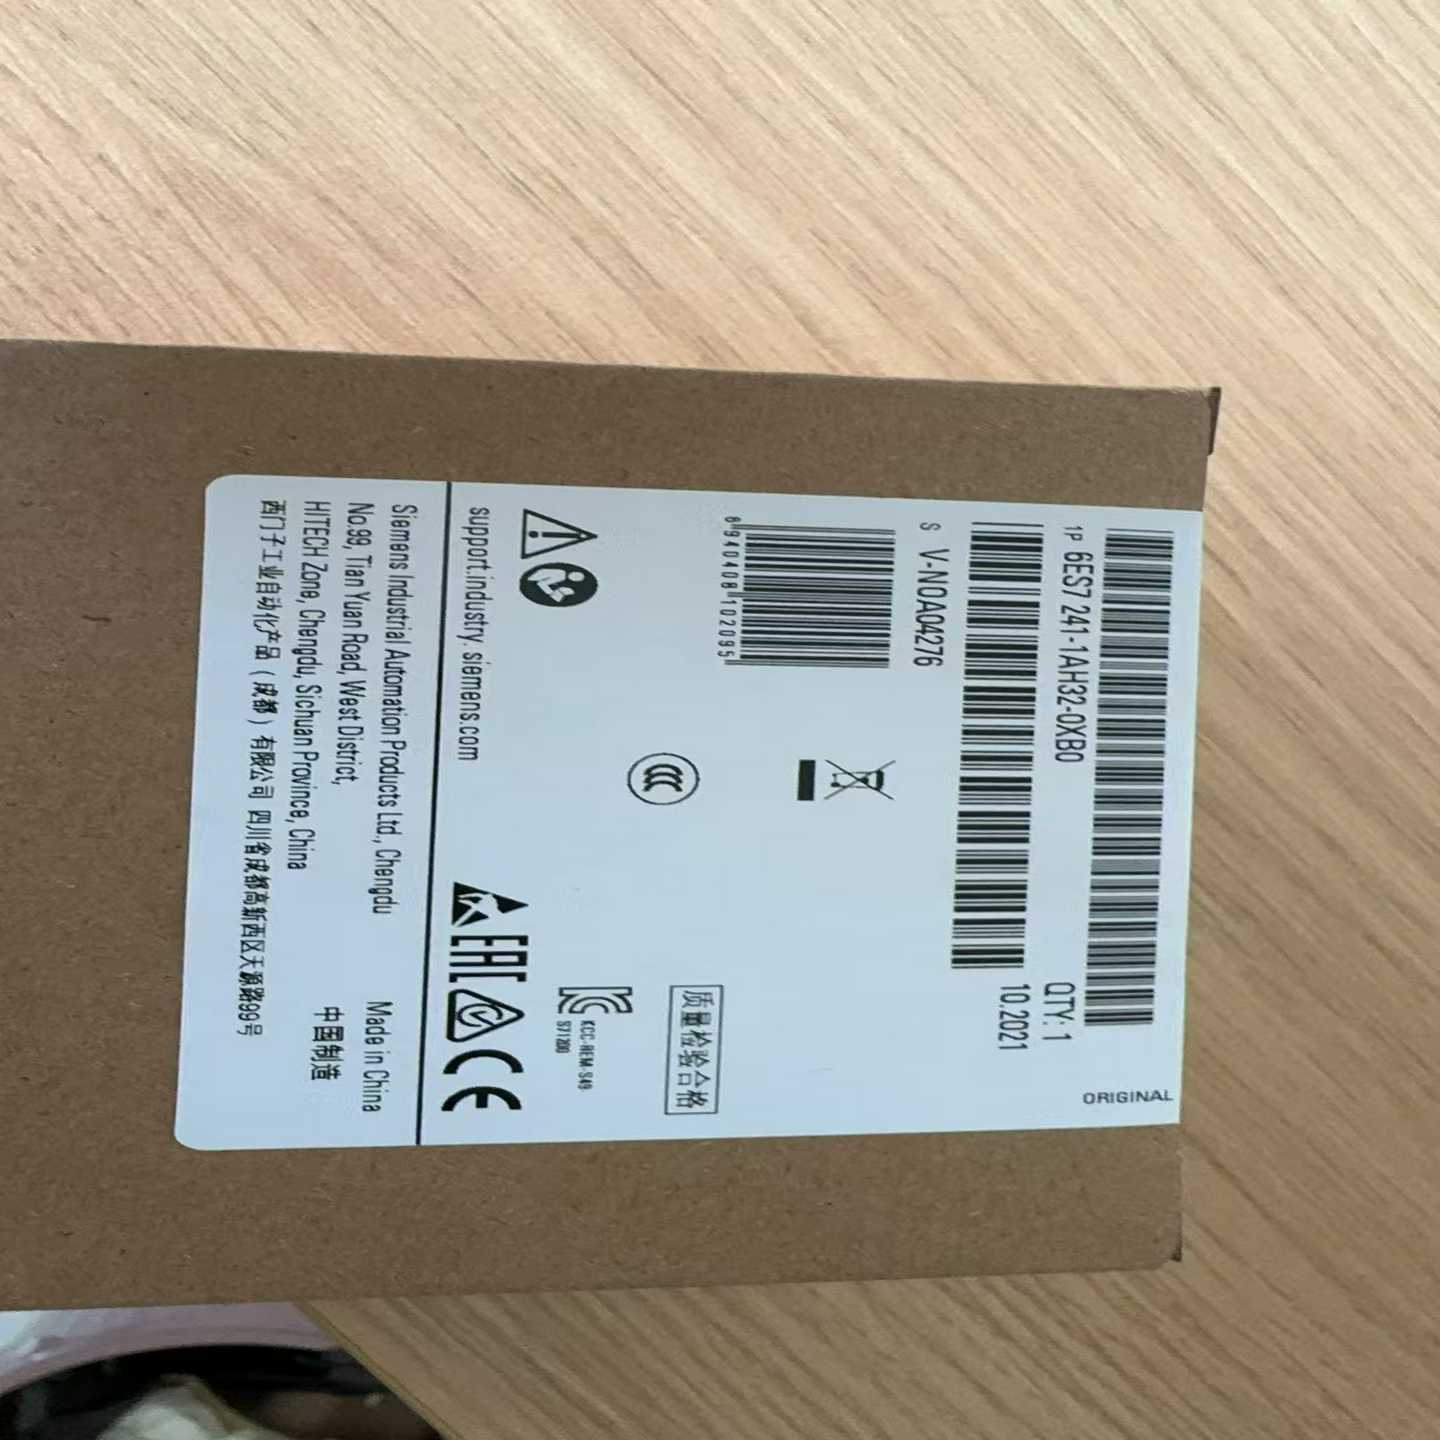 1P 6ES7 241-1AH32-0XB0
QTY: 1
10.2021
ORIGINAL
S V-N0A04276
6 940408 102095
质量检验合格
KCC-REM-S49-
S71200
support.industry.siemens.com
EAC
CE
Siemens Industrial Automation Products Ltd., Chengdu
No.99, Tian Yuan Road, West District,
HITECH Zone, Chengdu, Sichuan Province, China
西门子工业自动化产品（成都）有限公司 四川省成都高新西区天源路99号
Made in China
中国制造